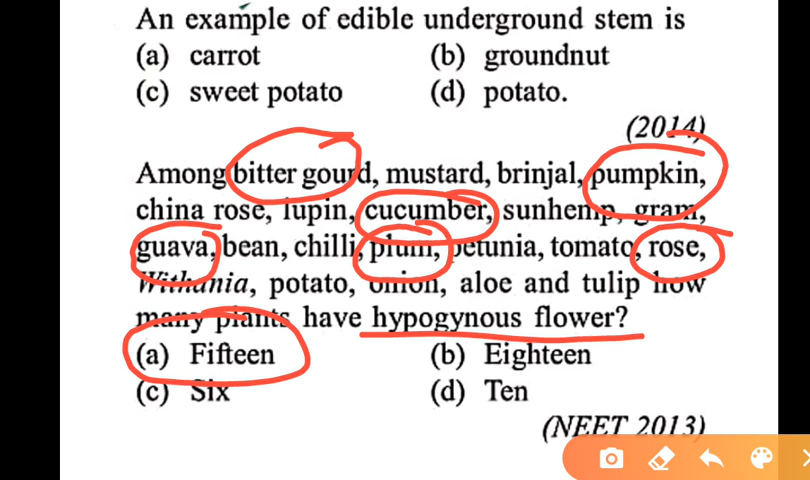 An example of edible underground stem is
(a) carrot (b) groundnut
(c) sweet potato (d) potato.
(2014)
Among bitter gourd, mustard, brinjal, pumpkin,
china rose, lupin, cucumber, sunhemp, gram,
guava, bean, chilli, plum, petunia, tomato, rose,
Withania, potato, onion, aloe and tulip how
many plants have hypogynous flower?
(a) Fifteen (b) Eighteen
(c) Six (d) Ten
(NEET 2013)